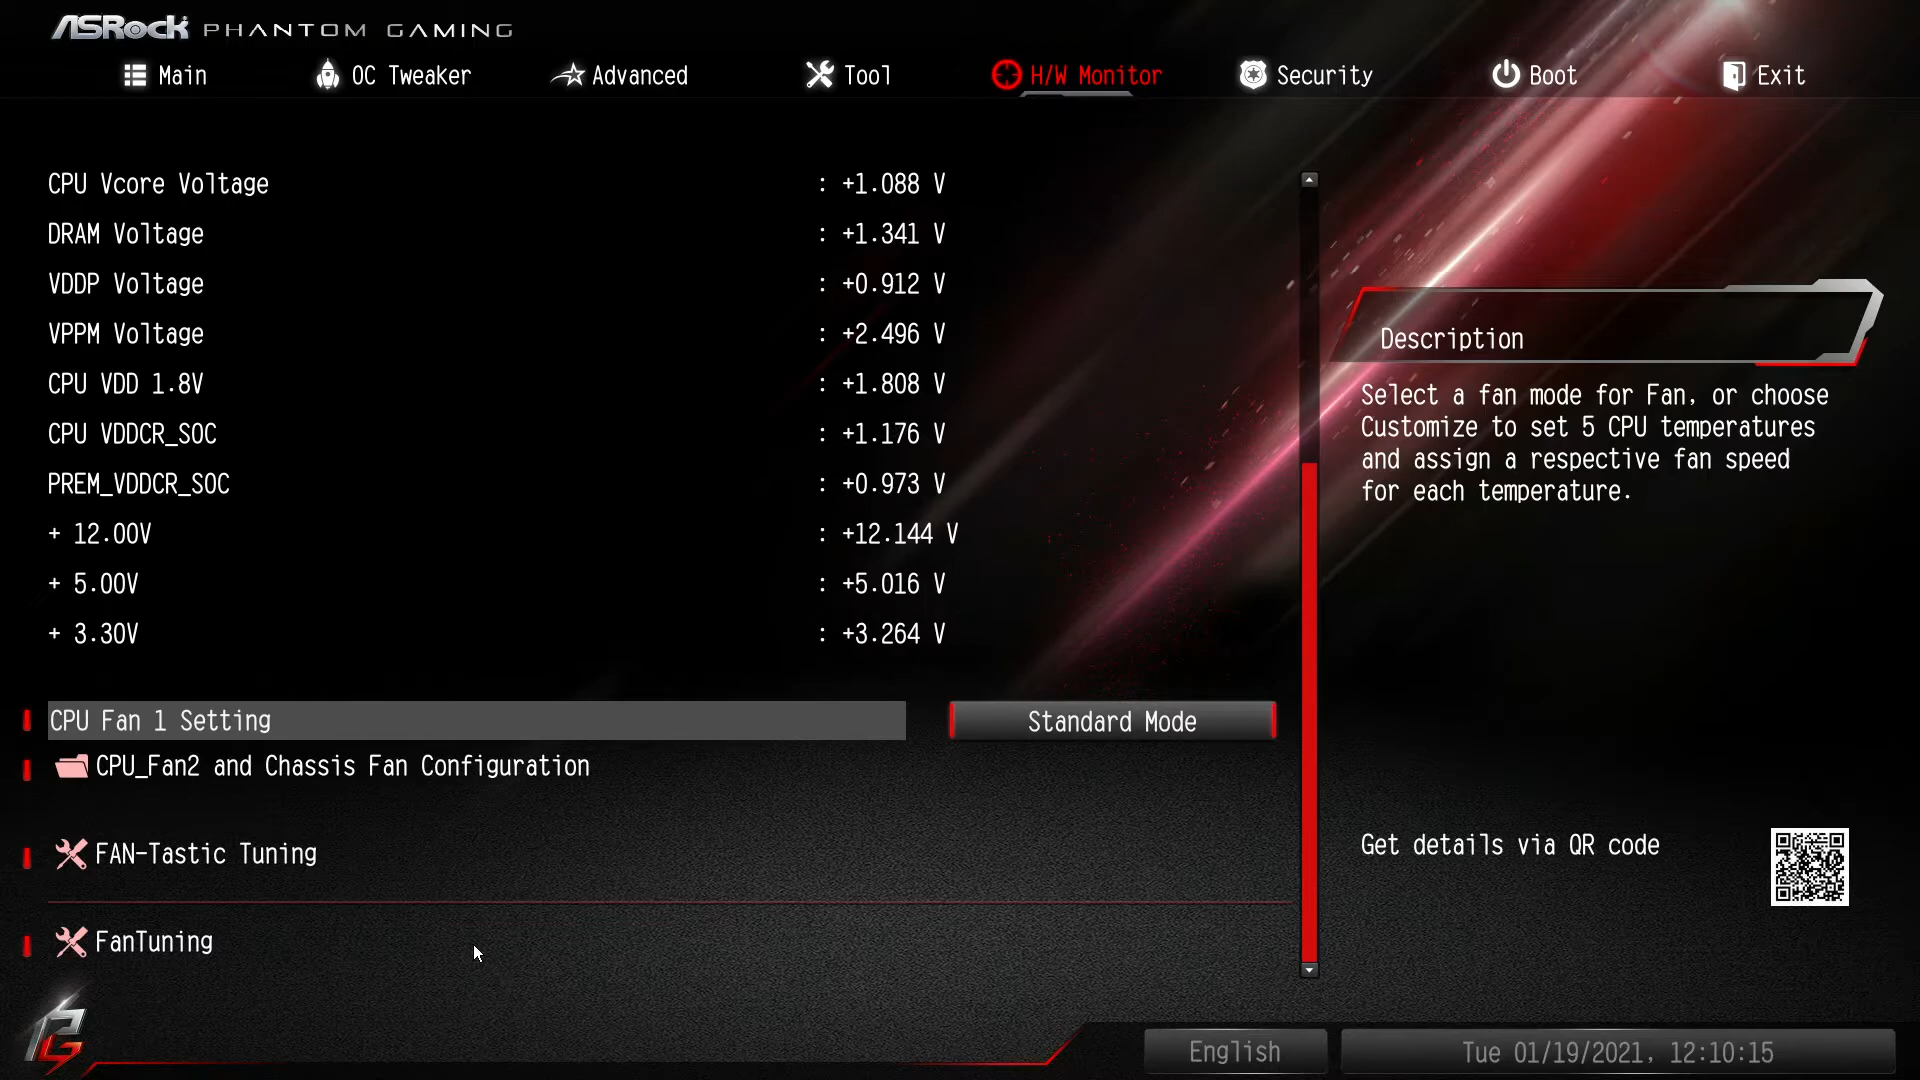 ASRock PHANTOM GAMING
Main OC Tweaker Advanced Tool H/W Monitor Security Boot Exit
CPU Vcore Voltage : +1.088 V
DRAM Voltage : +1.341 V
VDDP Voltage : +0.912 V
VPPM Voltage : +2.496 V
CPU VDD 1.8V : +1.808 V
CPU VDDCR_SOC : +1.176 V
PREM_VDDCR_SOC : +0.973 V
+ 12.00V : +12.144 V
+ 5.00V : +5.016 V
+ 3.30V : +3.264 V
CPU Fan 1 Setting Standard Mode
CPU_Fan2 and Chassis Fan Configuration
FAN-Tastic Tuning
FanTuning
Description
Select a fan mode for Fan, or choose
Customize to set 5 CPU temperatures
and assign a respective fan speed
for each temperature.
Get details via QR code
English Tue 01/19/2021, 12:10:15